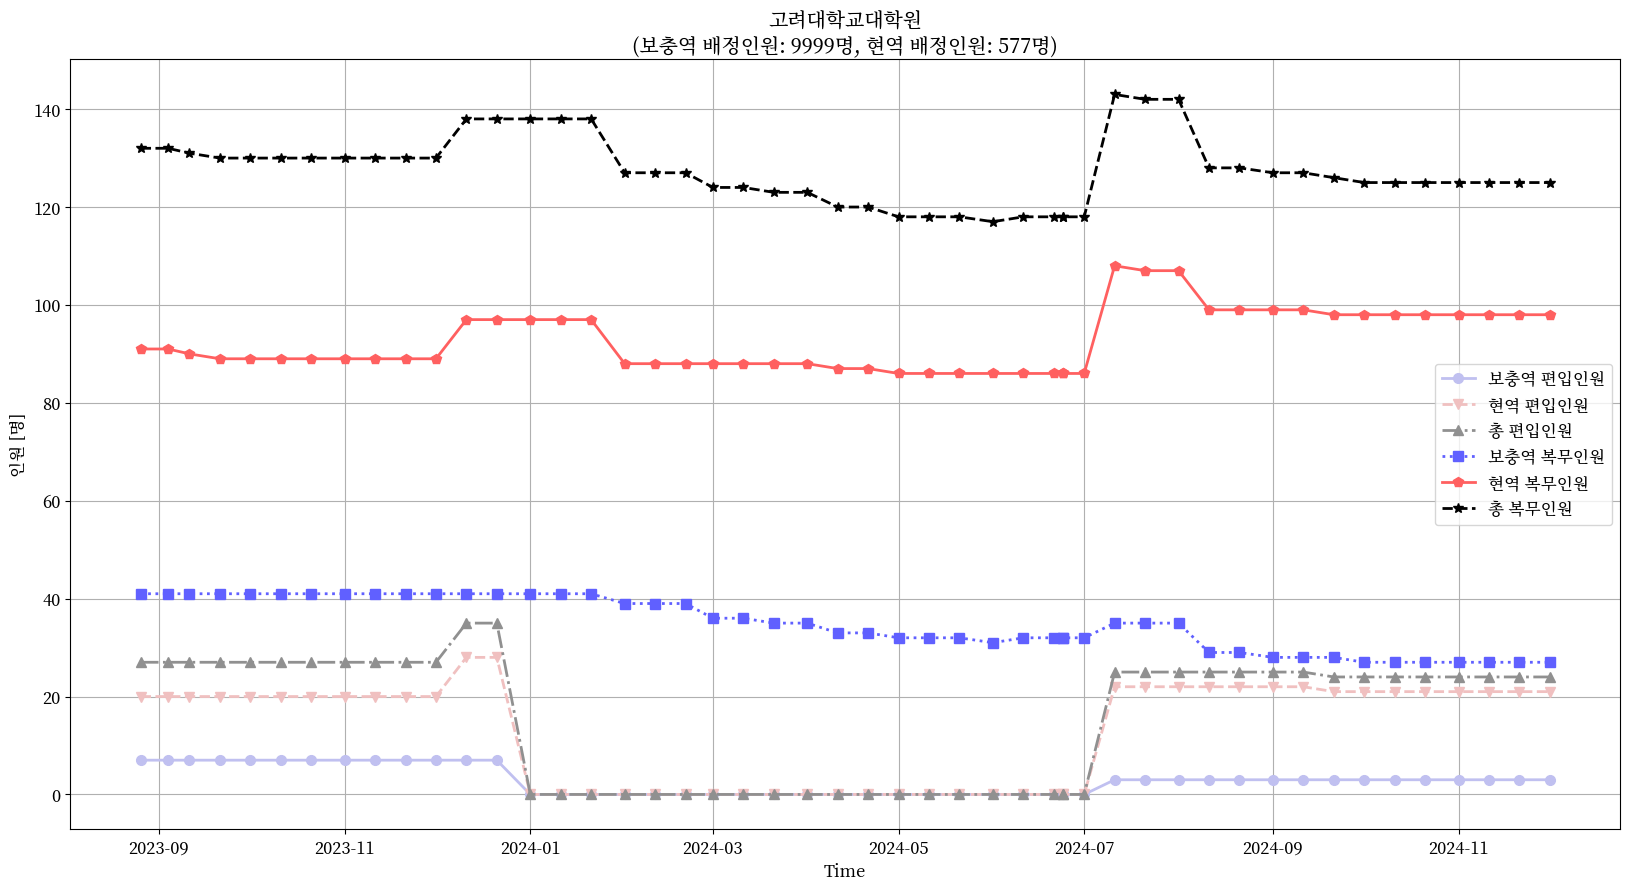 고려대학교대학원
(보충역 배정인원: 9999명, 현역 배정인원: 577명)
인원 [명]
140
120
100
80
60
40
20
0
보충역 편입인원
현역 편입인원
총 편입인원
보충역 복무인원
현역 복무인원
총 복무인원
2023-09
2023-11
2024-01
2024-03
2024-05
2024-07
2024-09
2024-11
Time